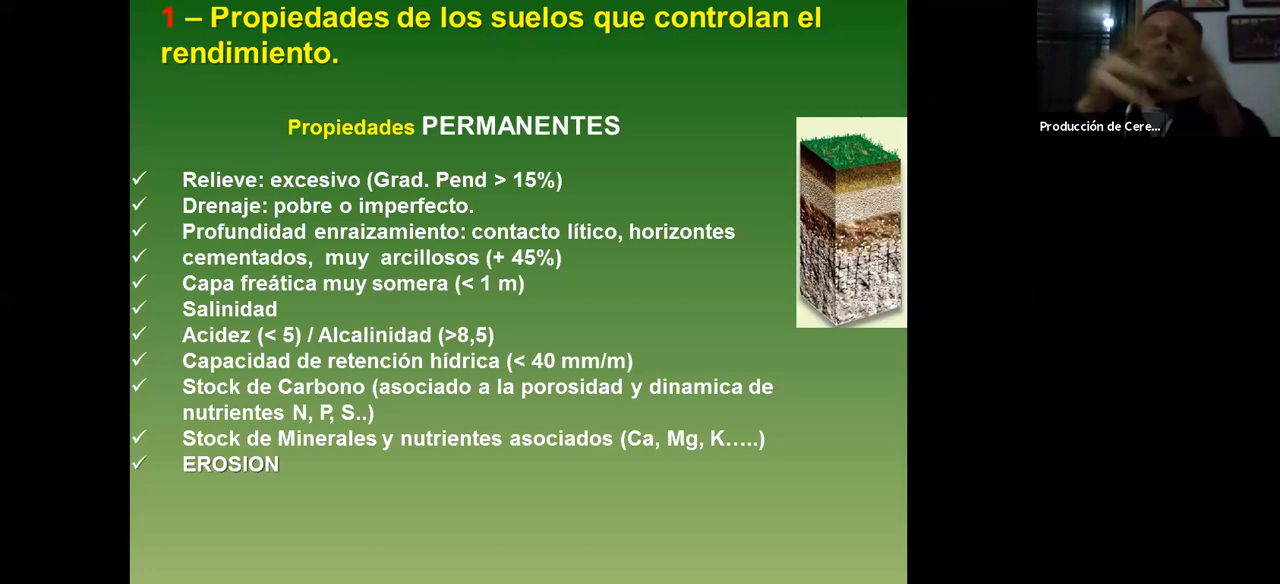 1 – Propiedades de los suelos que controlan el
rendimiento.
Propiedades PERMANENTES
✓ Relieve: excesivo (Grad. Pend > 15%)
✓ Drenaje: pobre o imperfecto.
✓ Profundidad enraizamiento: contacto lítico, horizontes
✓ cementados, muy arcillosos (+ 45%)
✓ Capa freática muy somera (< 1 m)
✓ Salinidad
✓ Acidez (< 5) / Alcalinidad (>8,5)
✓ Capacidad de retención hídrica (< 40 mm/m)
✓ Stock de Carbono (asociado a la porosidad y dinamica de
nutrientes N, P, S..)
✓ Stock de Minerales y nutrientes asociados (Ca, Mg, K…..)
✓ EROSION
Producción de Cere...